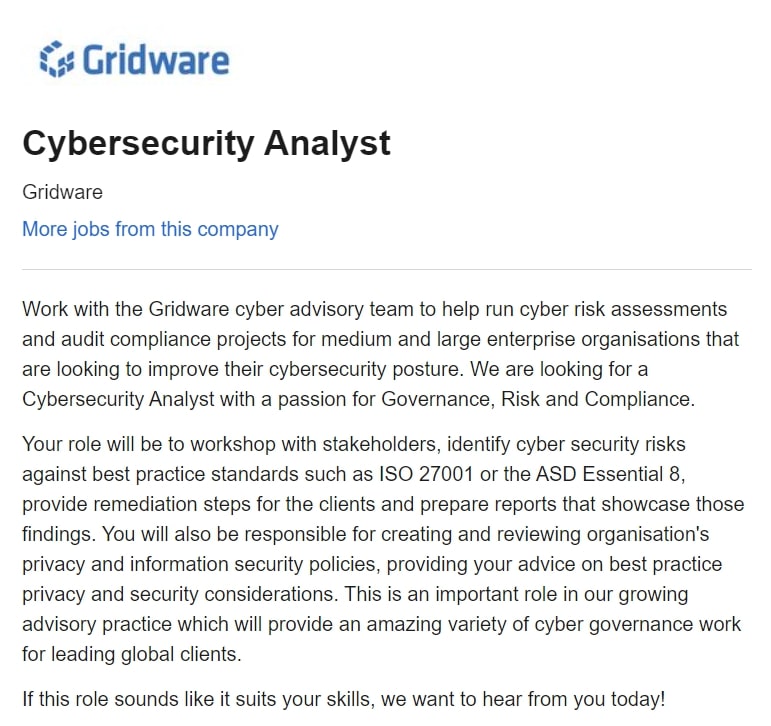 Gridware
Cybersecurity Analyst
Gridware
More jobs from this company
Work with the Gridware cyber advisory team to help run cyber risk assessments
and audit compliance projects for medium and large enterprise organisations that
are looking to improve their cybersecurity posture. We are looking for a
Cybersecurity Analyst with a passion for Governance, Risk and Compliance.
Your role will be to workshop with stakeholders, identify cyber security risks
against best practice standards such as ISO 27001 or the ASD Essential 8,
provide remediation steps for the clients and prepare reports that showcase those
findings. You will also be responsible for creating and reviewing organisation's
privacy and information security policies, providing your advice on best practice
privacy and security considerations. This is an important role in our growing
advisory practice which will provide an amazing variety of cyber governance work
for leading global clients.
If this role sounds like it suits your skills, we want to hear from you today!